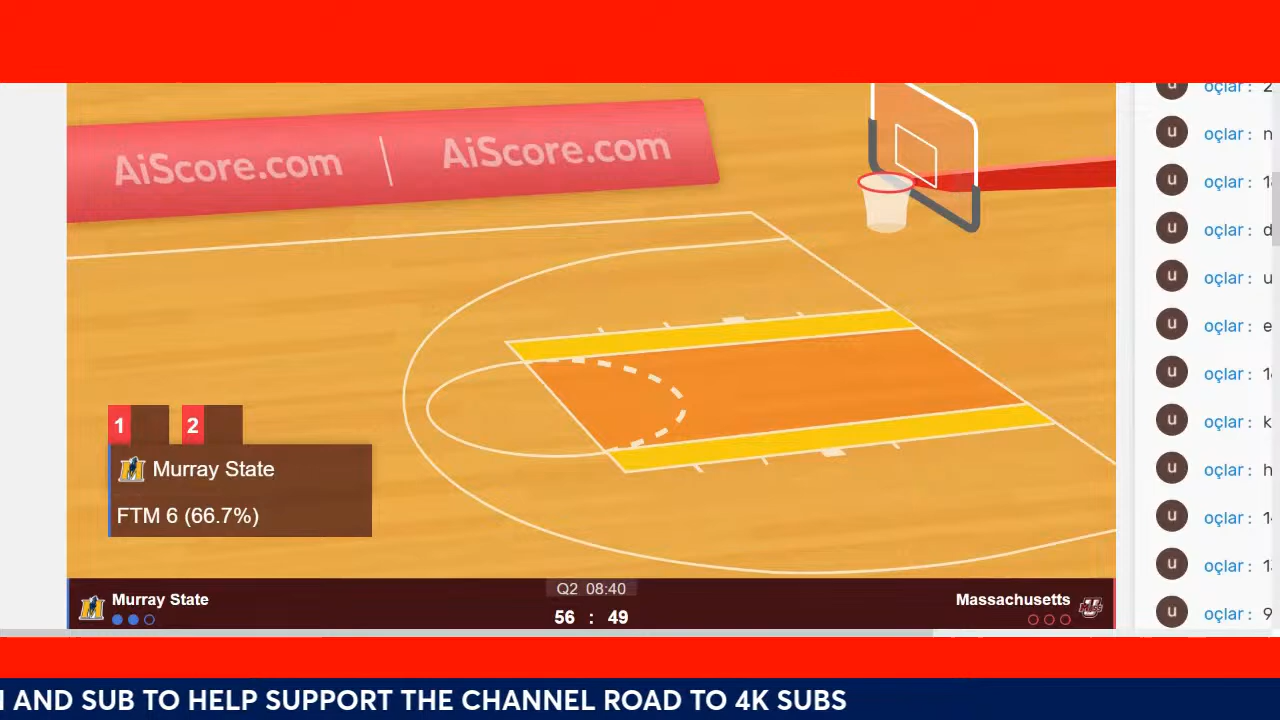 AiScore.com | AiScore.com
1 2
Murray State
FTM 6 (66.7%)
Q2 08:40
Murray State 56 : 49 Massachusetts
u oçlar : 2
u oçlar : n
u oçlar :
u oçlar : d
u oçlar : u
u oçlar : e
u oçlar :
u oçlar : k
u oçlar : h
u oçlar :
u oçlar :
u oçlar : 9
AND SUB TO HELP SUPPORT THE CHANNEL ROAD TO 4K SUBS